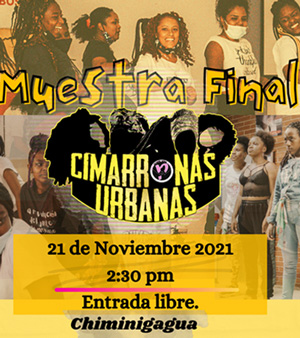 Muestra Final
CIMARRONAS
URBANAS
21 de Noviembre 2021
2:30 pm
Entrada libre.
Chiminigagua